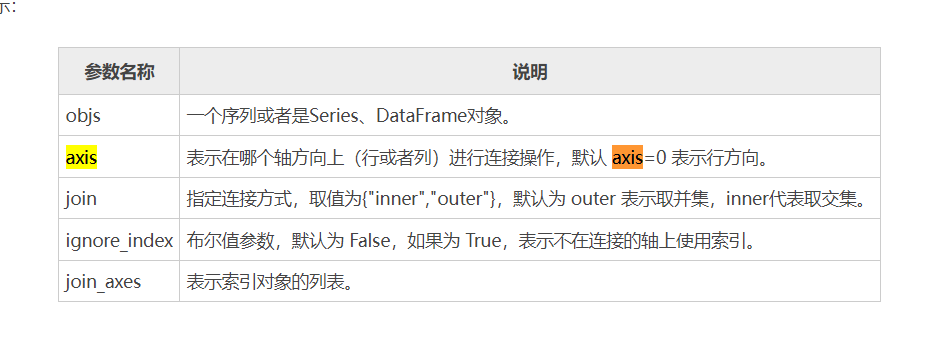 示：
参数名称 说明
objs 一个序列或者是Series、DataFrame对象。
axis 表示在哪个轴方向上（行或者列）进行连接操作，默认 axis=0 表示行方向。
join 指定连接方式，取值为{"inner","outer"}，默认为 outer 表示取并集，inner代表取交集。
ignore_index 布尔值参数，默认为 False，如果为 True，表示不在连接的轴上使用索引。
join_axes 表示索引对象的列表。